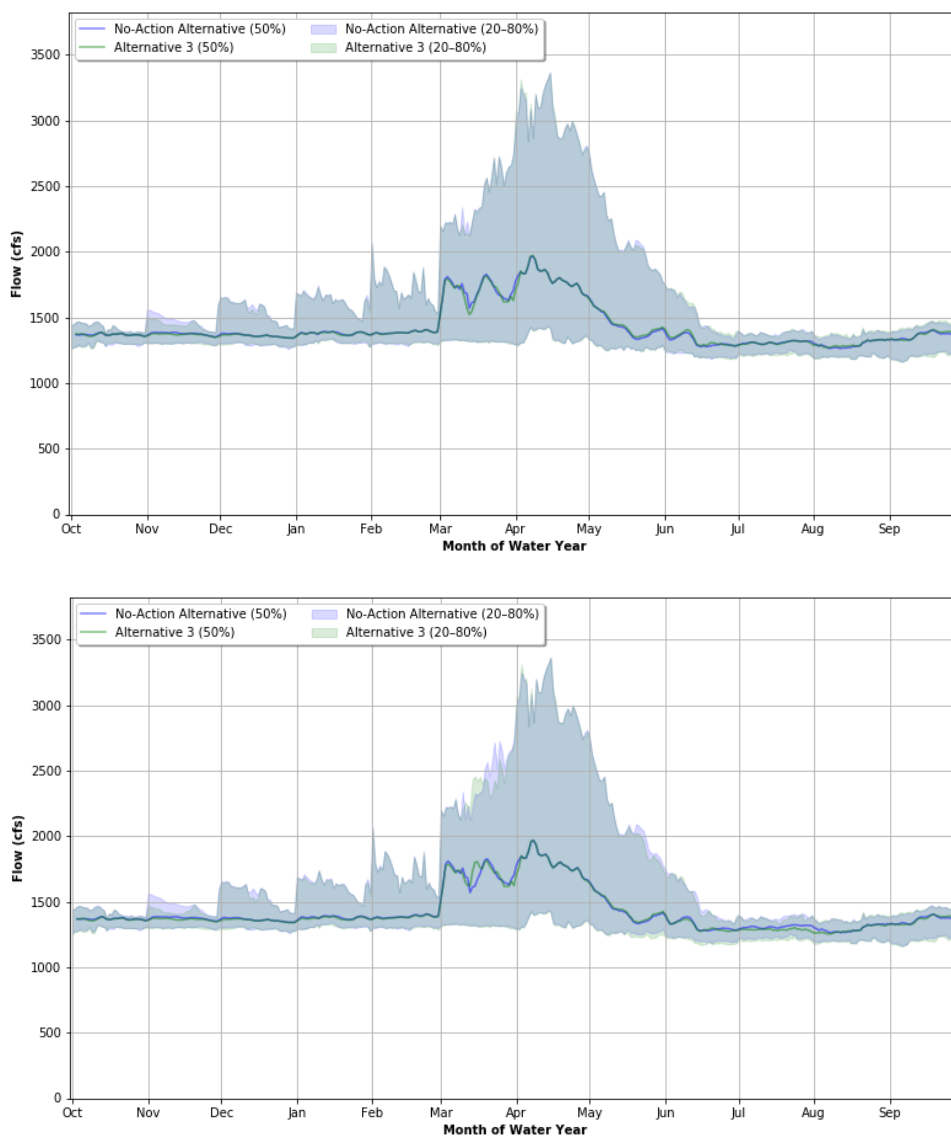 No-Action Alternative (50%) No-Action Alternative (20–80%)
Alternative 3 (50%) Alternative 3 (20–80%)
3500
3000
2500
2000
1500
1000
500
0
Flow (cfs)
Oct Nov Dec Jan Feb Mar Apr May Jun Jul Aug Sep
Month of Water Year
No-Action Alternative (50%) No-Action Alternative (20–80%)
Alternative 3 (50%) Alternative 3 (20–80%)
3500
3000
2500
2000
1500
1000
500
0
Flow (cfs)
Oct Nov Dec Jan Feb Mar Apr May Jun Jul Aug Sep
Month of Water Year